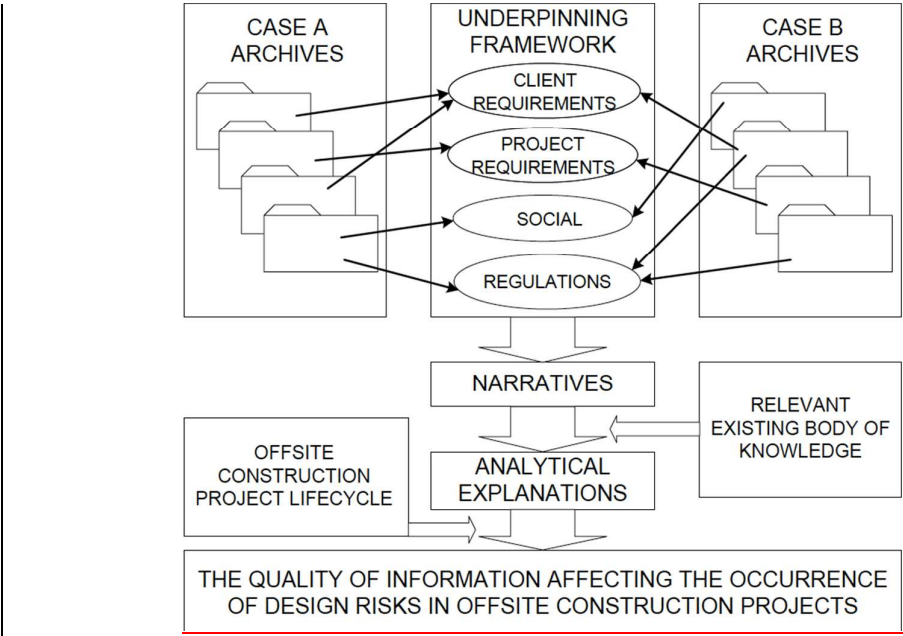 CASE A
ARCHIVES
UNDERPINNING
FRAMEWORK
CLIENT
REQUIREMENTS
PROJECT
REQUIREMENTS
SOCIAL
REGULATIONS
CASE B
ARCHIVES
NARRATIVES
RELEVANT
EXISTING BODY OF
KNOWLEDGE
OFFSITE
CONSTRUCTION
PROJECT LIFECYCLE
ANALYTICAL
EXPLANATIONS
THE QUALITY OF INFORMATION AFFECTING THE OCCURRENCE
OF DESIGN RISKS IN OFFSITE CONSTRUCTION PROJECTS